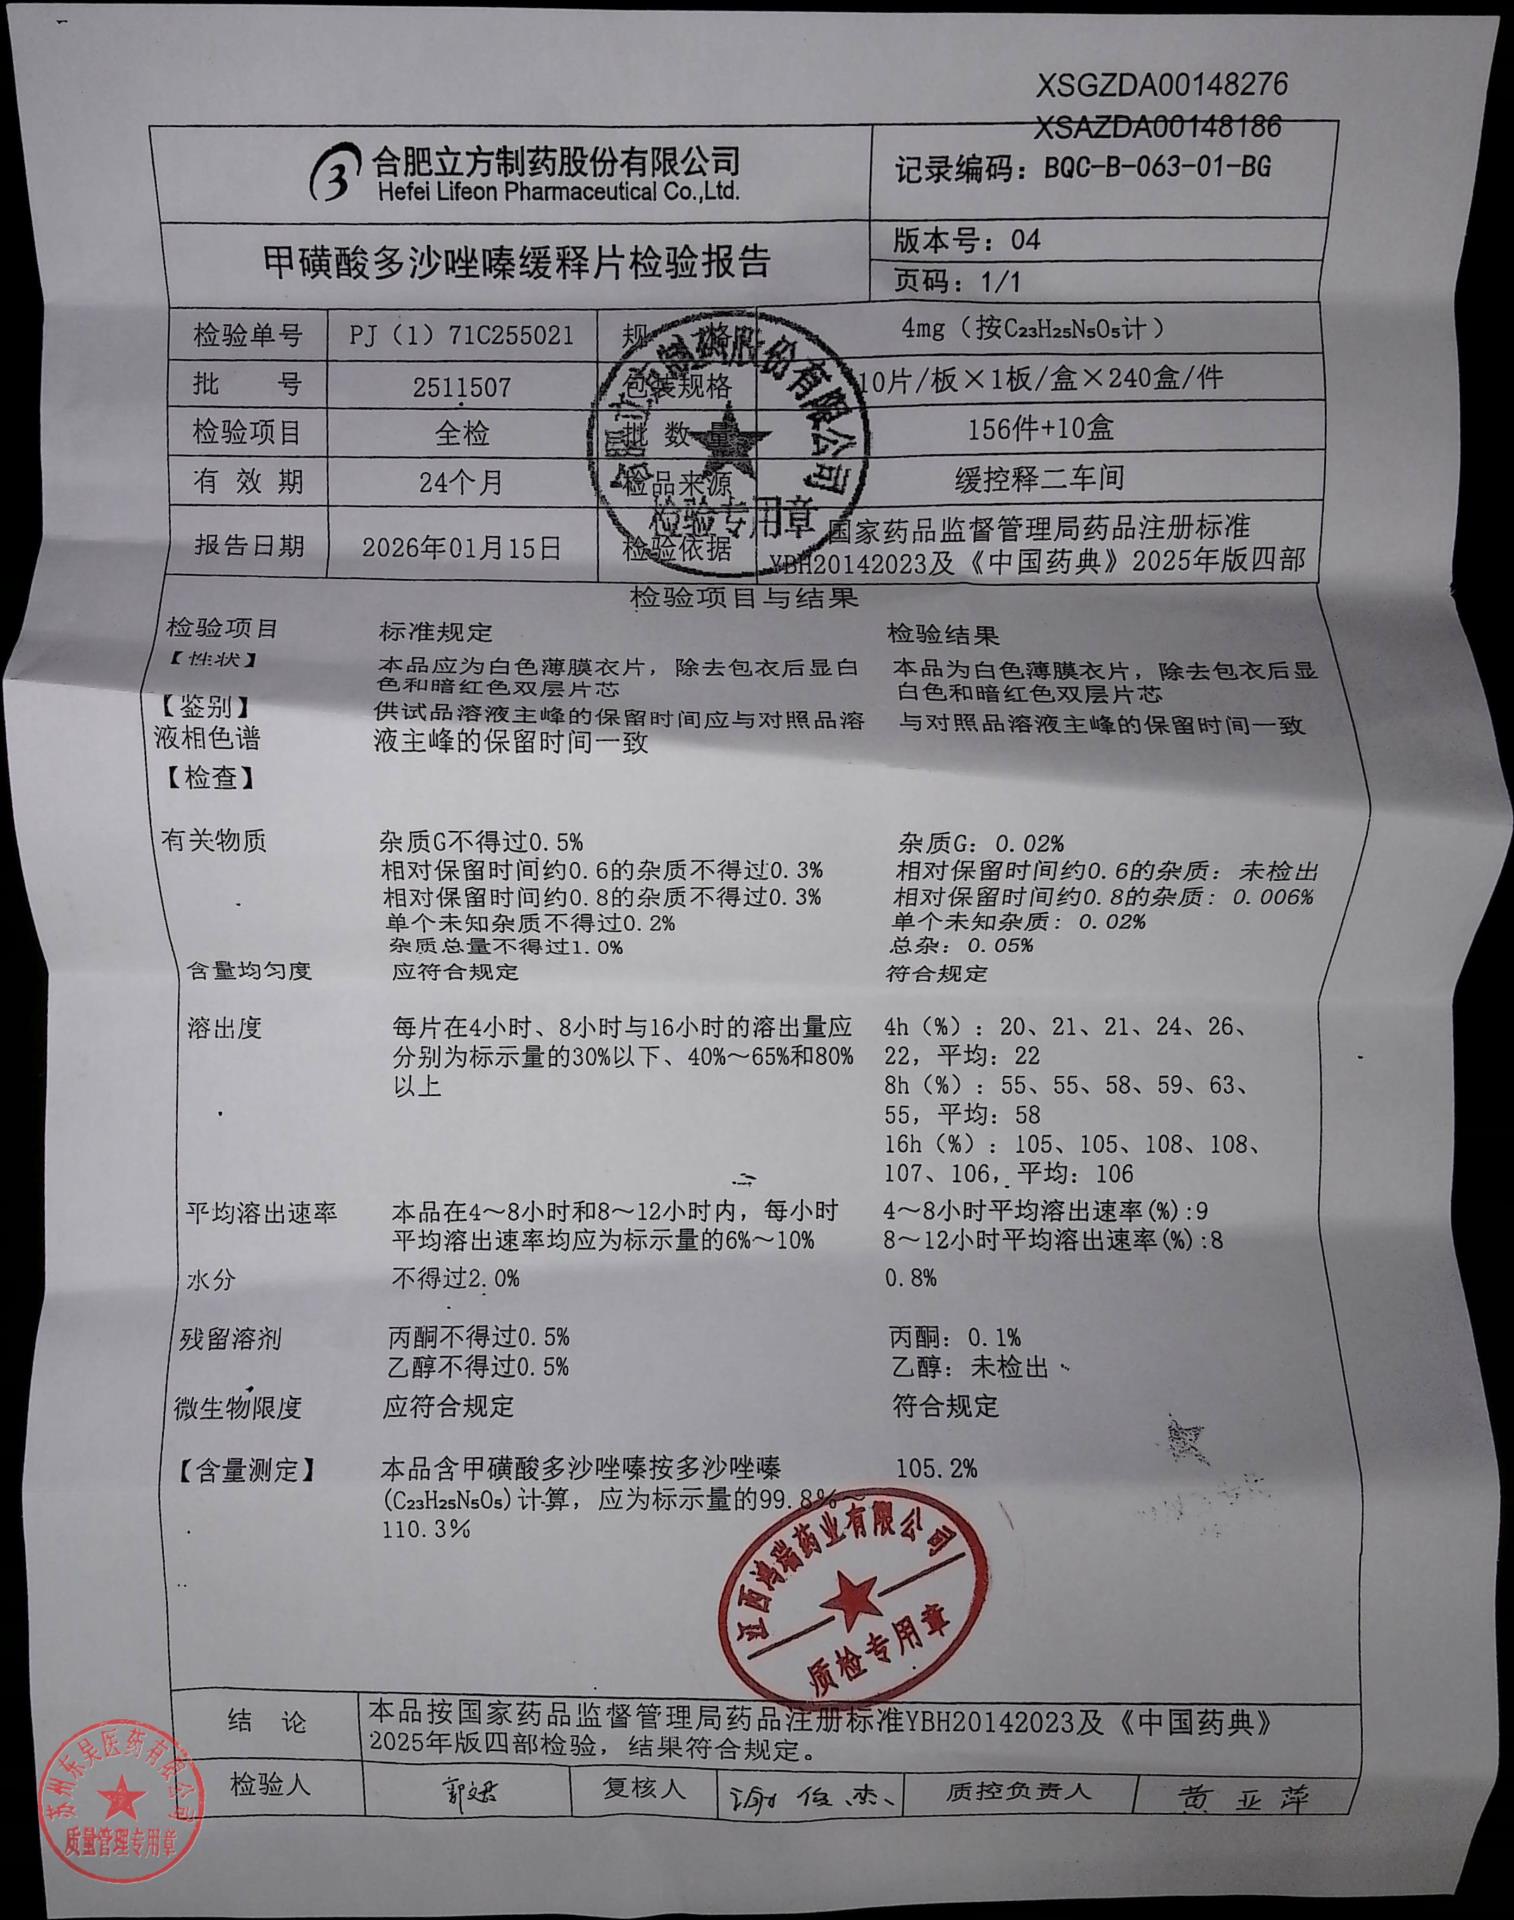 XSGZDA00148276
XSAZDA00148186
合肥立方制药股份有限公司
Hefei Lifeon Pharmaceutical Co.,Ltd.
记录编码：BQC-B-063-01-BG
甲磺酸多沙唑嗪缓释片检验报告
版本号：04
页码：1/1
检验单号 PJ（1）71C255021 规 格 4mg（按C₂₃H₂₅N₅O₅计）
批 号 2511507 包装规格 10片/板×1板/盒×240盒/件
检验项目 全检 批 数 量 156件+10盒
有 效 期 24个月 检品来源 缓控释二车间
报告日期 2026年01月15日 检验依据 国家药品监督管理局药品注册标准
YBH20142023及《中国药典》2025年版四部
合肥立方制药股份有限公司
检验专用章
检验项目与结果
检验项目 标准规定 检验结果
【性状】 本品应为白色薄膜衣片，除去包衣后显白 本品为白色薄膜衣片，除去包衣后显
色和暗红色双层片芯 白色和暗红色双层片芯
【鉴别】 供试品溶液主峰的保留时间应与对照品溶 与对照品溶液主峰的保留时间一致
液相色谱 液主峰的保留时间一致
【检查】
有关物质 杂质G不得过0.5% 杂质G：0.02%
相对保留时间约0.6的杂质不得过0.3% 相对保留时间约0.6的杂质：未检出
相对保留时间约0.8的杂质不得过0.3% 相对保留时间约0.8的杂质：0.006%
单个未知杂质不得过0.2% 单个未知杂质：0.02%
杂质总量不得过1.0% 总杂：0.05%
含量均匀度 应符合规定 符合规定
溶出度 每片在4小时、8小时与16小时的溶出量应 4h（%）：20、21、21、24、26、
分别为标示量的30%以下、40%～65%和80% 22，平均：22
以上 8h（%）：55、55、58、59、63、
55，平均：58
16h（%）：105、105、108、108、
107、106，平均：106
平均溶出速率 本品在4～8小时和8～12小时内，每小时 4～8小时平均溶出速率(%):9
平均溶出速率均应为标示量的6%～10% 8～12小时平均溶出速率(%):8
水分 不得过2.0% 0.8%
残留溶剂 丙酮不得过0.5% 丙酮：0.1%
乙醇不得过0.5% 乙醇：未检出
微生物限度 应符合规定 符合规定
【含量测定】 本品含甲磺酸多沙唑嗪按多沙唑嗪 105.2%
(C₂₃H₂₅N₅O₅)计算，应为标示量的99.8%～
110.3%
江西鸿瑞药业有限公司
质检专用章
结 论 本品按国家药品监督管理局药品注册标准YBH20142023及《中国药典》
2025年版四部检验，结果符合规定。
检验人 复核人 质控负责人 黄亚萍
苏州东吴医药有限公司
质量管理专用章